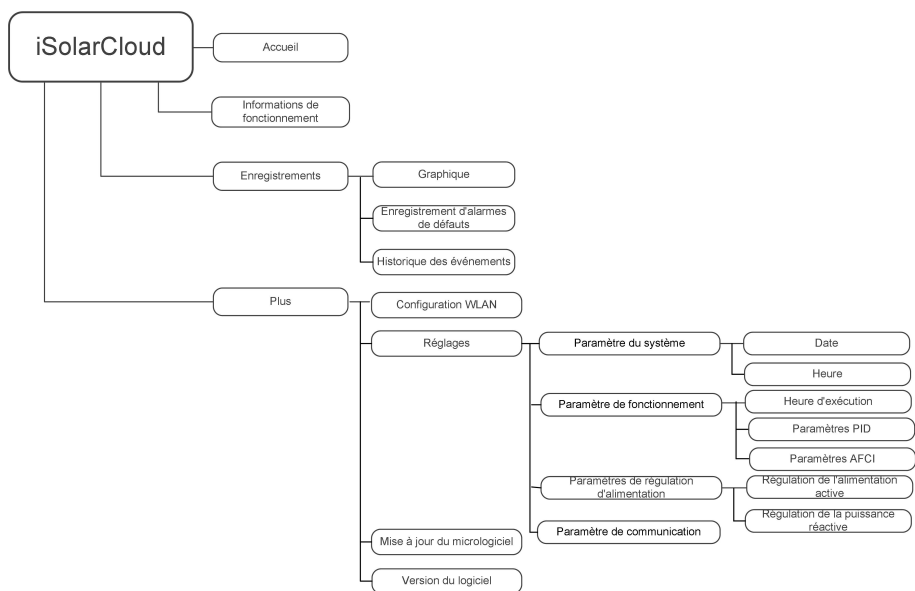 iSolarCloud
Accueil
Informations de
fonctionnement
Enregistrements
Graphique
Enregistrement d'alarmes
de défauts
Historique des événements
Plus
Configuration WLAN
Réglages
Paramètre du système
Date
Heure
Paramètre de fonctionnement
Heure d'exécution
Paramètres PID
Paramètres AFCI
Paramètres de régulation
d'alimentation
Régulation de l'alimentation
active
Régulation de la puissance
réactive
Paramètre de communication
Mise à jour du micrologiciel
Version du logiciel